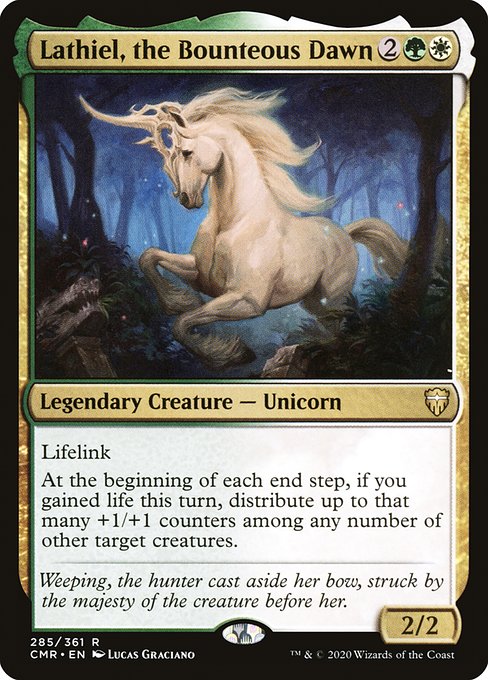 Lathiel, the Bounteous Dawn 2
Legendary Creature — Unicorn
Lifelink
At the beginning of each end step, if you
gained life this turn, distribute up to that
many +1/+1 counters among any number of
other target creatures.
Weeping, the hunter cast aside her bow, struck by
the majesty of the creature before her.
2/2
285/361 R
CMR • EN Lucas Graciano
™ & © 2020 Wizards of the Coast